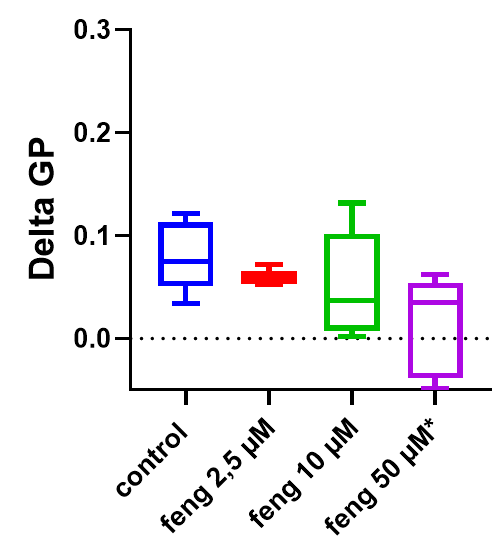 0.3
0.2
0.1
0.0
Delta GP
control
feng 2,5 µM
feng 10 µM
feng 50 µM*